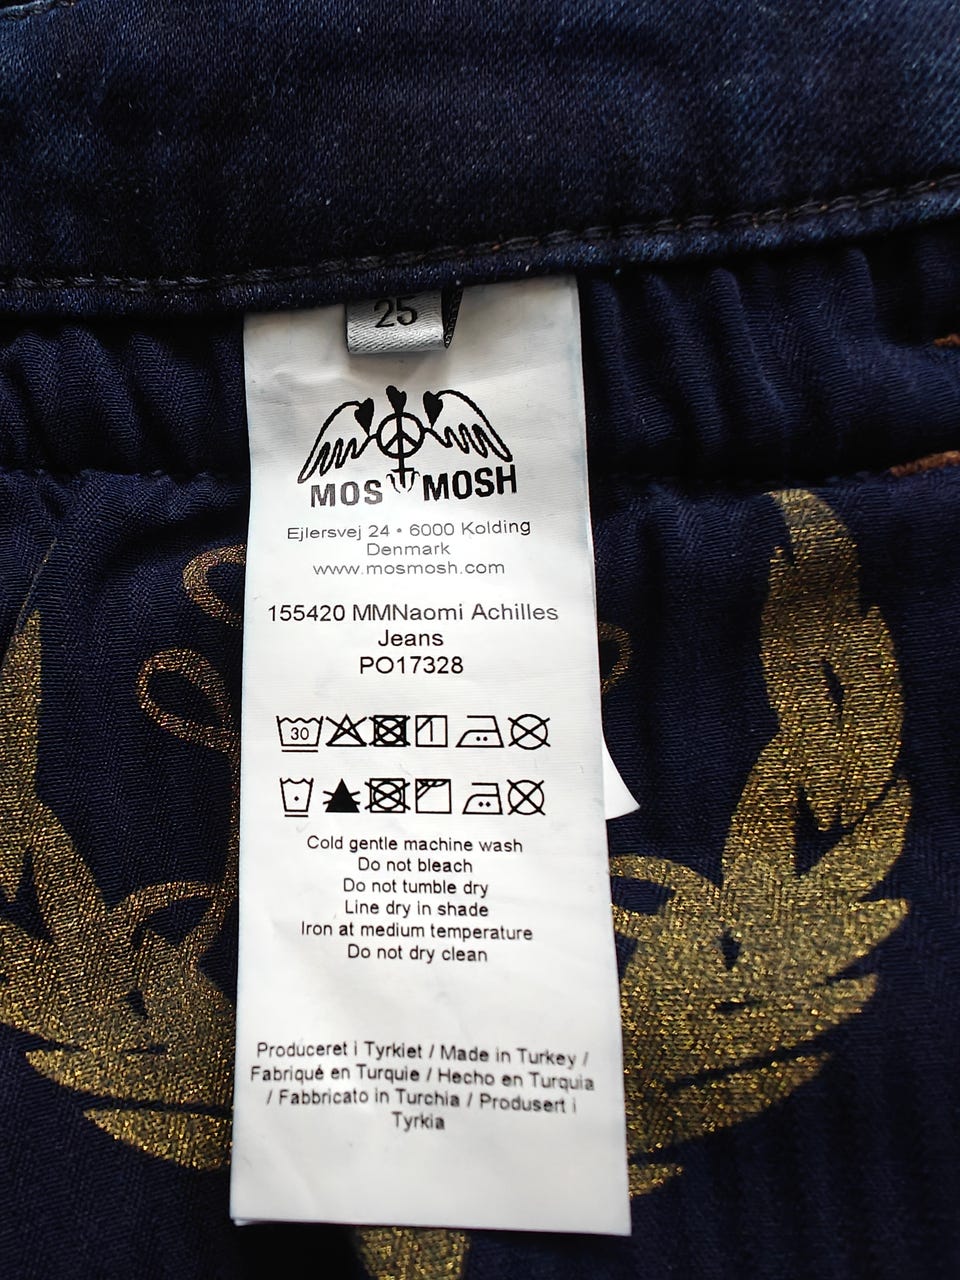 25
MOS MOSH
Ejlersvej 24 • 6000 Kolding
Denmark
www.mosmosh.com
155420 MMNaomi Achilles
Jeans
PO17328
30
Cold gentle machine wash
Do not bleach
Do not tumble dry
Line dry in shade
Iron at medium temperature
Do not dry clean
Produceret i Tyrkiet / Made in Turkey /
Fabriqué en Turquie / Hecho en Turquia
/ Fabbricato in Turchia / Produsert i
Tyrkia